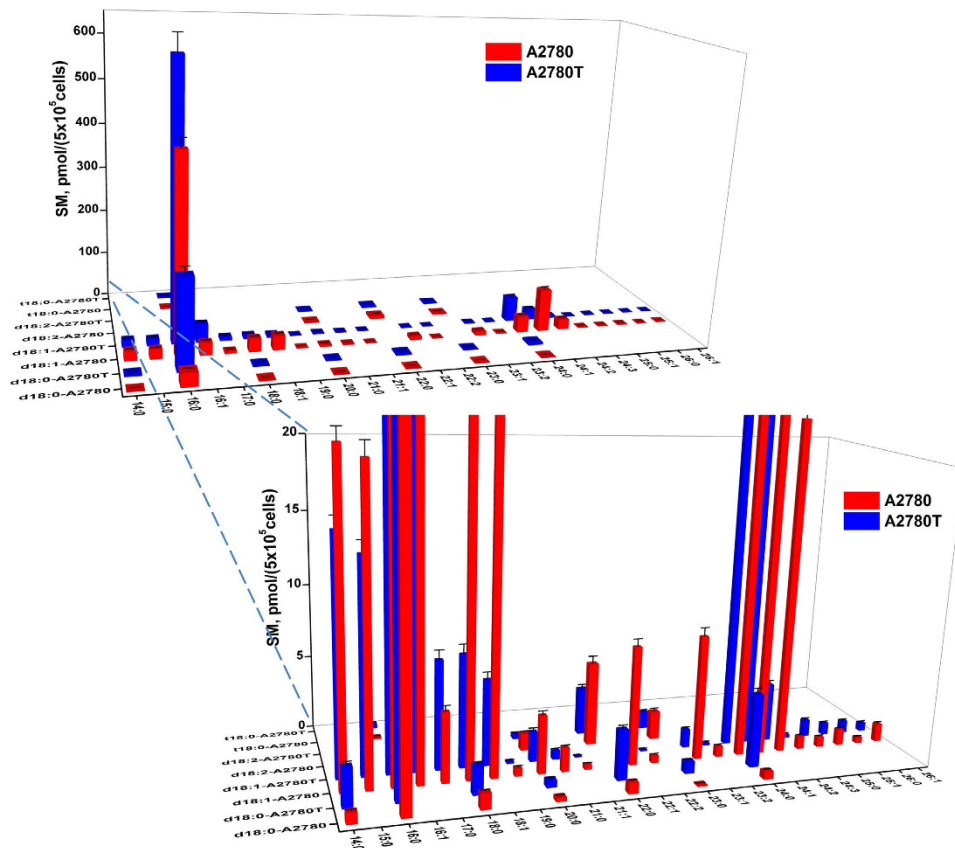 600
500
400
300
200
100
0
SM, pmol/(5x10⁵cells)
A2780
A2780T
t18:0-A2780T
t18:0-A2780
d18:2-A2780T
d18:2-A2780
d18:1-A2780T
d18:1-A2780
d18:0-A2780T
d18:0-A2780
14:0
15:0
16:0
16:1
17:0
18:0
18:1
19:0
20:0
21:0
21:1
22:0
22:1
22:2
23:0
23:1
23:2
24:0
24:1
24:2
24:3
25:0
25:1
26:0
26:1
20
15
10
5
0
SM, pmol/(5x10⁵cells)
A2780
A2780T
t18:0-A2780T
t18:0-A2780
d18:2-A2780T
d18:2-A2780
d18:1-A2780T
d18:1-A2780
d18:0-A2780T
d18:0-A2780
14:0
15:0
16:0
16:1
17:0
18:0
18:1
19:0
20:0
21:0
21:1
22:0
22:1
22:2
23:0
23:1
23:2
24:0
24:1
24:2
24:3
25:0
25:1
26:0
26:1